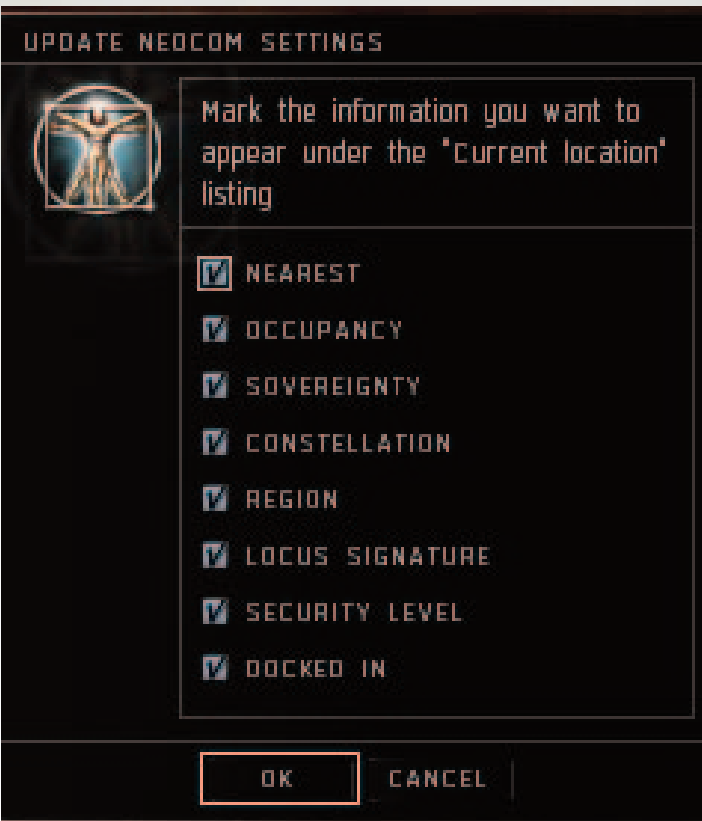 UPDATE NEOCOM SETTINGS
Mark the information you want to
appear under the "Current location"
listing
NEAREST
OCCUPANCY
SOVEREIGNTY
CONSTELLATION
REGION
LOCUS SIGNATURE
SECURITY LEVEL
DOCKED IN
OK CANCEL